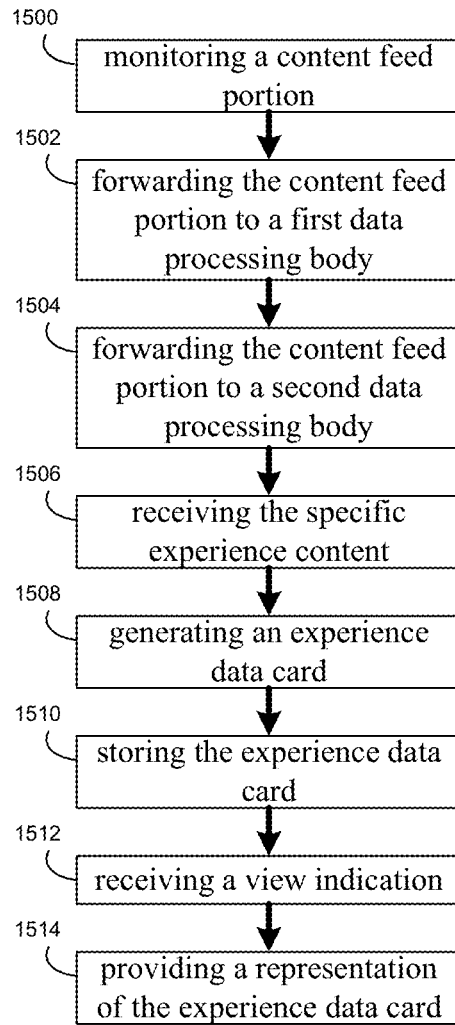 1500
monitoring a content feed
portion
1502
forwarding the content feed
portion to a first data
processing body
1504
forwarding the content feed
portion to a second data
processing body
1506
receiving the specific
experience content
1508
generating an experience
data card
1510
storing the experience data
card
1512
receiving a view indication
1514
providing a representation
of the experience data card